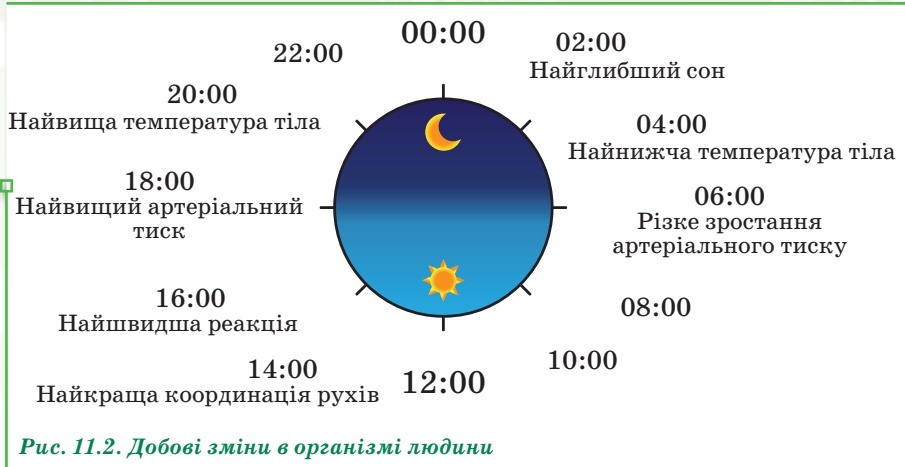 00:00
02:00
Найглибший сон
04:00
Найнижча температура тіла
06:00
Різке зростання
артеріального тиску
08:00
10:00
12:00
14:00
Найкраща координація рухів
16:00
Найшвидша реакція
18:00
Найвищий артеріальний
тиск
20:00
Найвища температура тіла
22:00
Рис. 11.2. Добові зміни в організмі людини